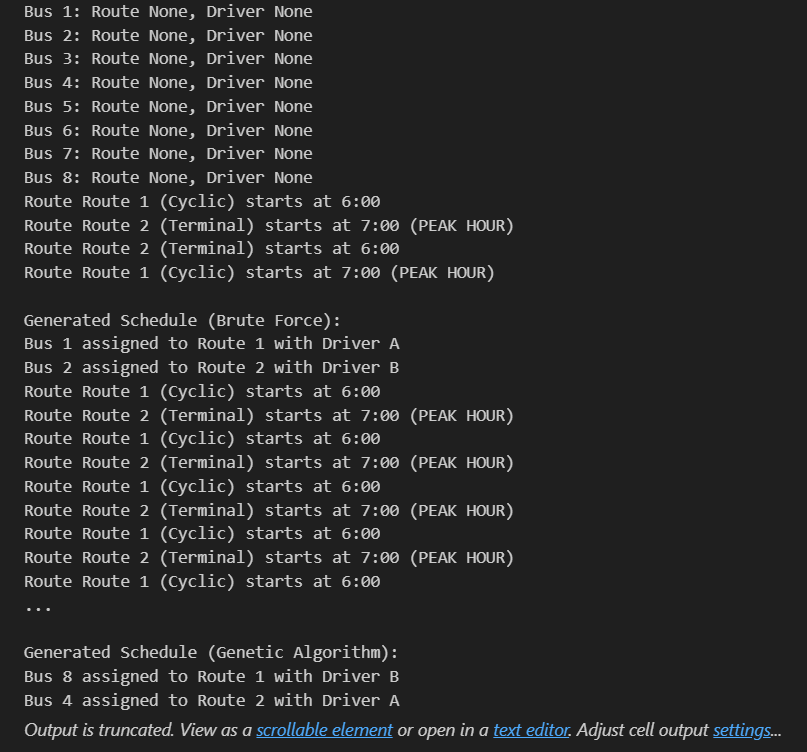 Bus 1: Route None, Driver None
Bus 2: Route None, Driver None
Bus 3: Route None, Driver None
Bus 4: Route None, Driver None
Bus 5: Route None, Driver None
Bus 6: Route None, Driver None
Bus 7: Route None, Driver None
Bus 8: Route None, Driver None
Route Route 1 (Cyclic) starts at 6:00
Route Route 2 (Terminal) starts at 7:00 (PEAK HOUR)
Route Route 2 (Terminal) starts at 6:00
Route Route 1 (Cyclic) starts at 7:00 (PEAK HOUR)

Generated Schedule (Brute Force):
Bus 1 assigned to Route 1 with Driver A
Bus 2 assigned to Route 2 with Driver B
Route Route 1 (Cyclic) starts at 6:00
Route Route 2 (Terminal) starts at 7:00 (PEAK HOUR)
Route Route 1 (Cyclic) starts at 6:00
Route Route 2 (Terminal) starts at 7:00 (PEAK HOUR)
Route Route 1 (Cyclic) starts at 6:00
Route Route 2 (Terminal) starts at 7:00 (PEAK HOUR)
Route Route 1 (Cyclic) starts at 6:00
Route Route 2 (Terminal) starts at 7:00 (PEAK HOUR)
Route Route 1 (Cyclic) starts at 6:00
...

Generated Schedule (Genetic Algorithm):
Bus 8 assigned to Route 1 with Driver B
Bus 4 assigned to Route 2 with Driver A
Output is truncated. View as a scrollable element or open in a text editor. Adjust cell output settings...